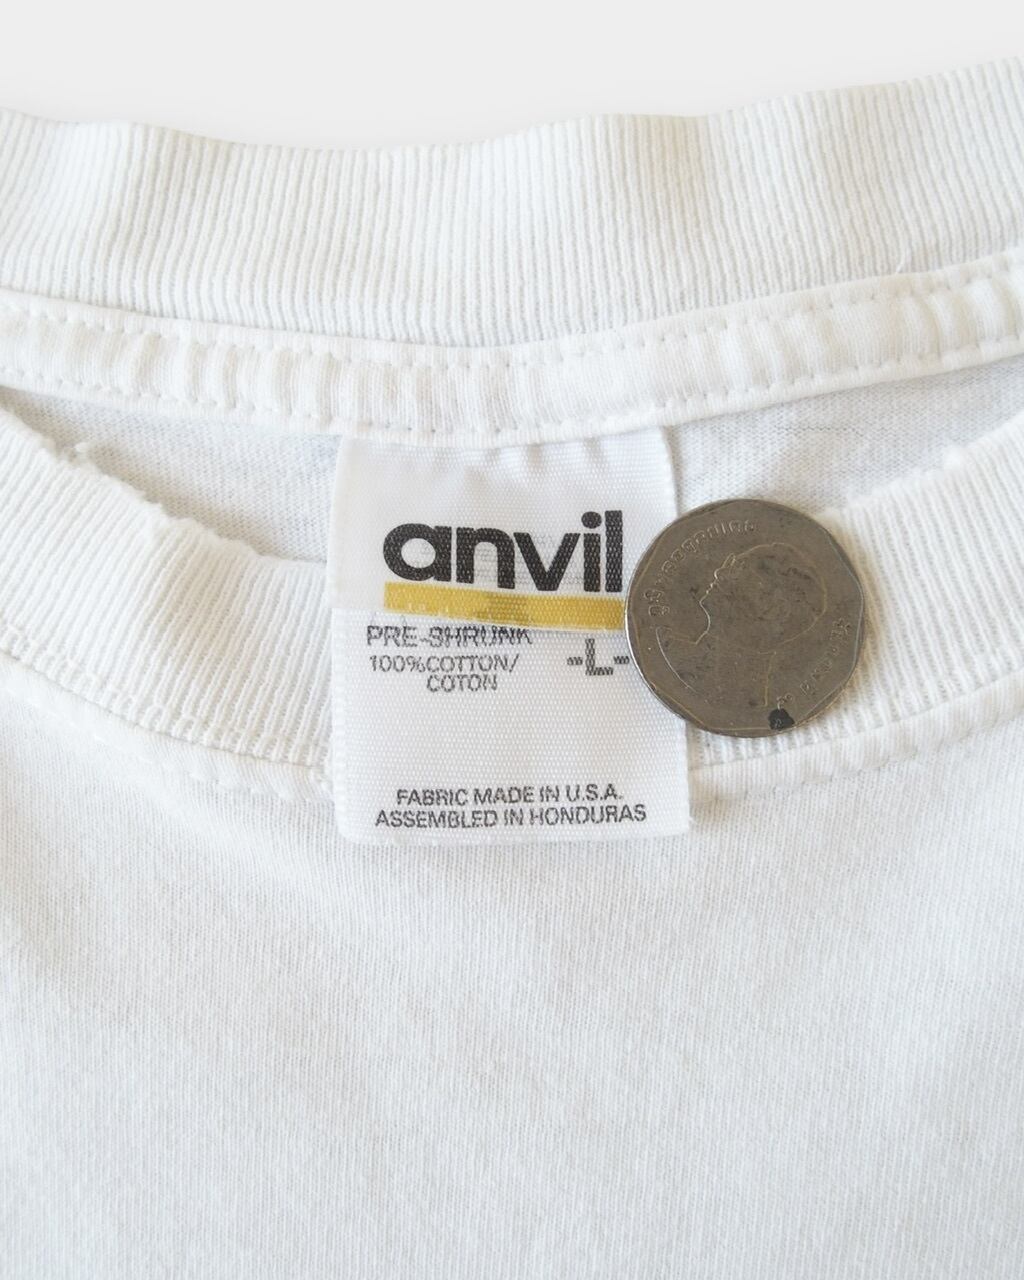 anvil
PRE-SHRUNK
100%COTTON/
COTON
-L-
FABRIC MADE IN U.S.A.
ASSEMBLED IN HONDURAS